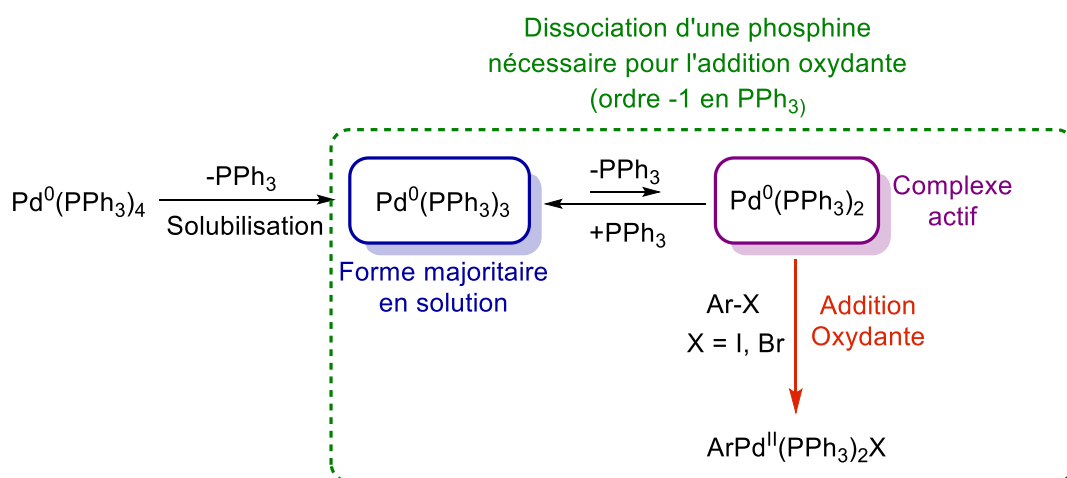 Dissociation d'une phosphine
nécessaire pour l'addition oxydante
(ordre -1 en PPh₃₎
Pd⁰(PPh₃)₄
-PPh₃
Solubilisation
Pd⁰(PPh₃)₃
Forme majoritaire
en solution
-PPh₃
+PPh₃
Pd⁰(PPh₃)₂
Complexe
actif
Ar-X
X = I, Br
Addition
Oxydante
ArPdᴵᴵ(PPh₃)₂X